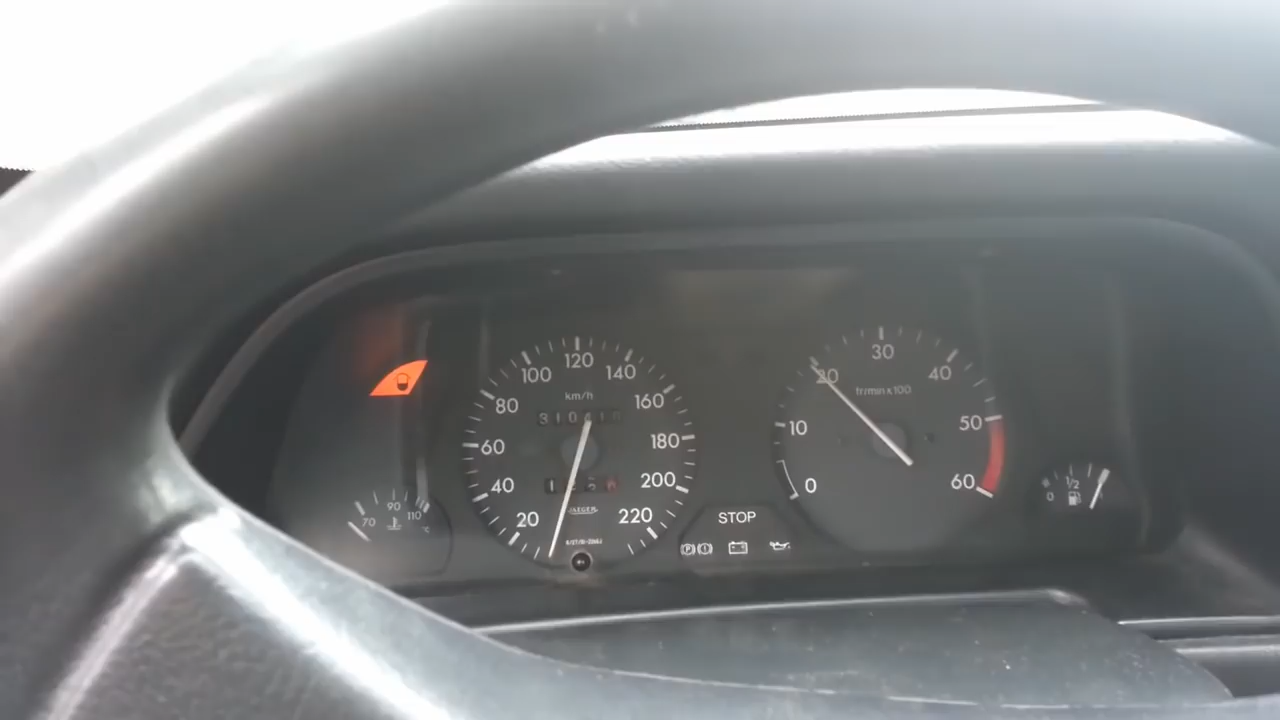 70 90 110 °C
20 40 60 80 100 120 140 160 180 200 220
km/h
JAEGER
STOP
P
0 10 20 30 40 50 60
tr/min x 100
0 1/2